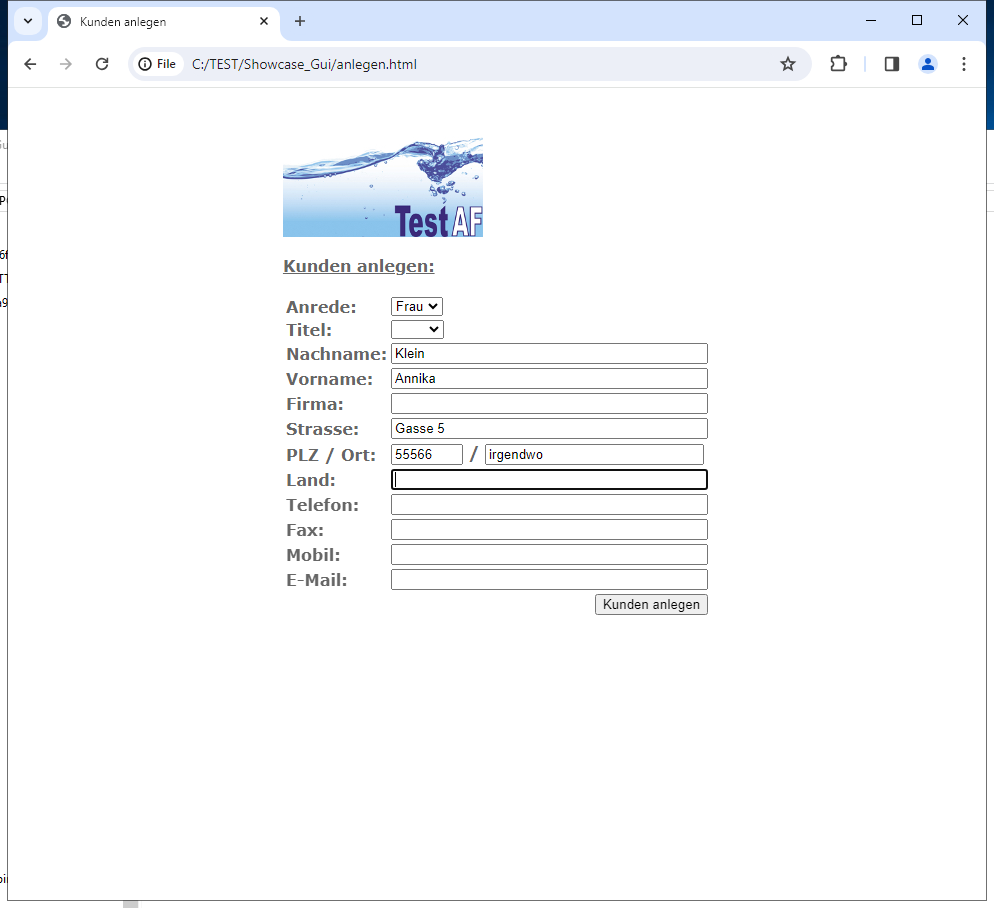 Kunden anlegen
File C:/TEST/Showcase_Gui/anlegen.html
Test AF
Kunden anlegen:
Anrede: Frau
Titel:
Nachname: Klein
Vorname: Annika
Firma:
Strasse: Gasse 5
PLZ / Ort: 55566 / irgendwo
Land:
Telefon:
Fax:
Mobil:
E-Mail:
Kunden anlegen